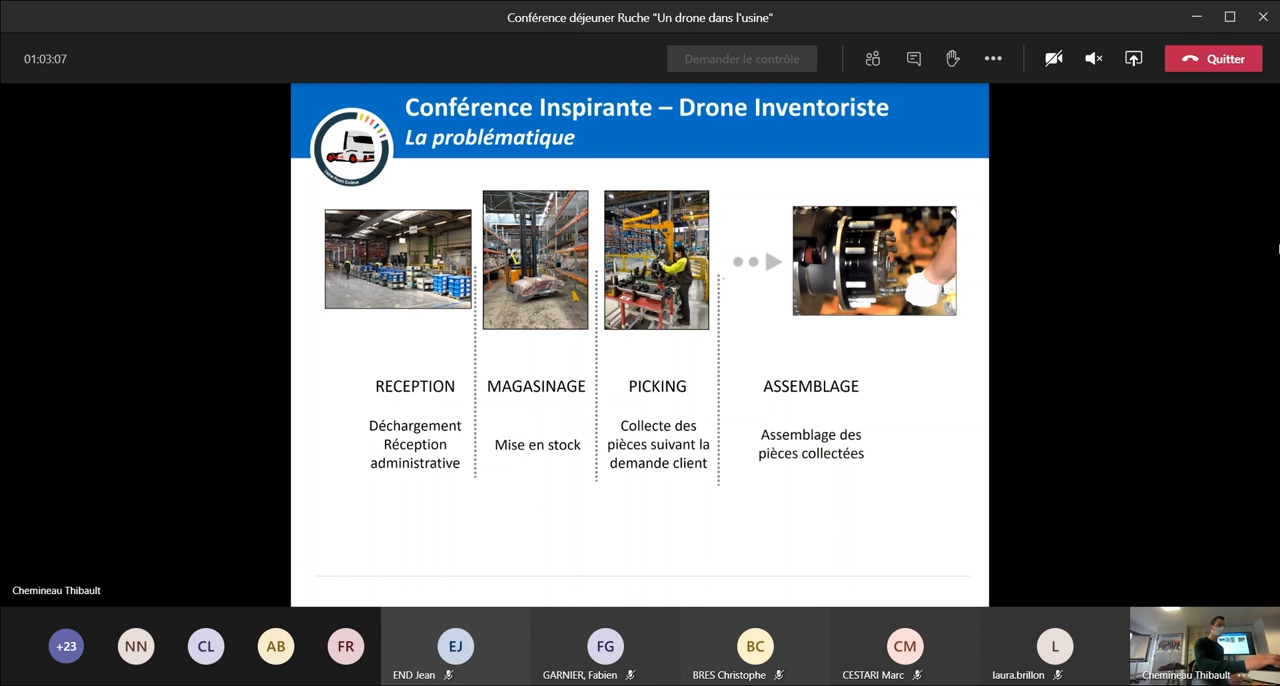 Conférence déjeuner Ruche "Un drone dans l'usine"
01:03:07
Demander le contrôle
Quitter
Conférence Inspirante – Drone Inventoriste
La problématique
RECEPTION
MAGASINAGE
PICKING
ASSEMBLAGE
Déchargement
Réception
administrative
Mise en stock
Collecte des
pièces suivant la
demande client
Assemblage des
pièces collectées
Chemineau Thibault
+23
NN
CL
AB
FR
EJ
END Jean
FG
GARNIER, Fabien
BC
BRES Christophe
CM
CESTARI Marc
L
laura.brillon
Chemineau Thibault